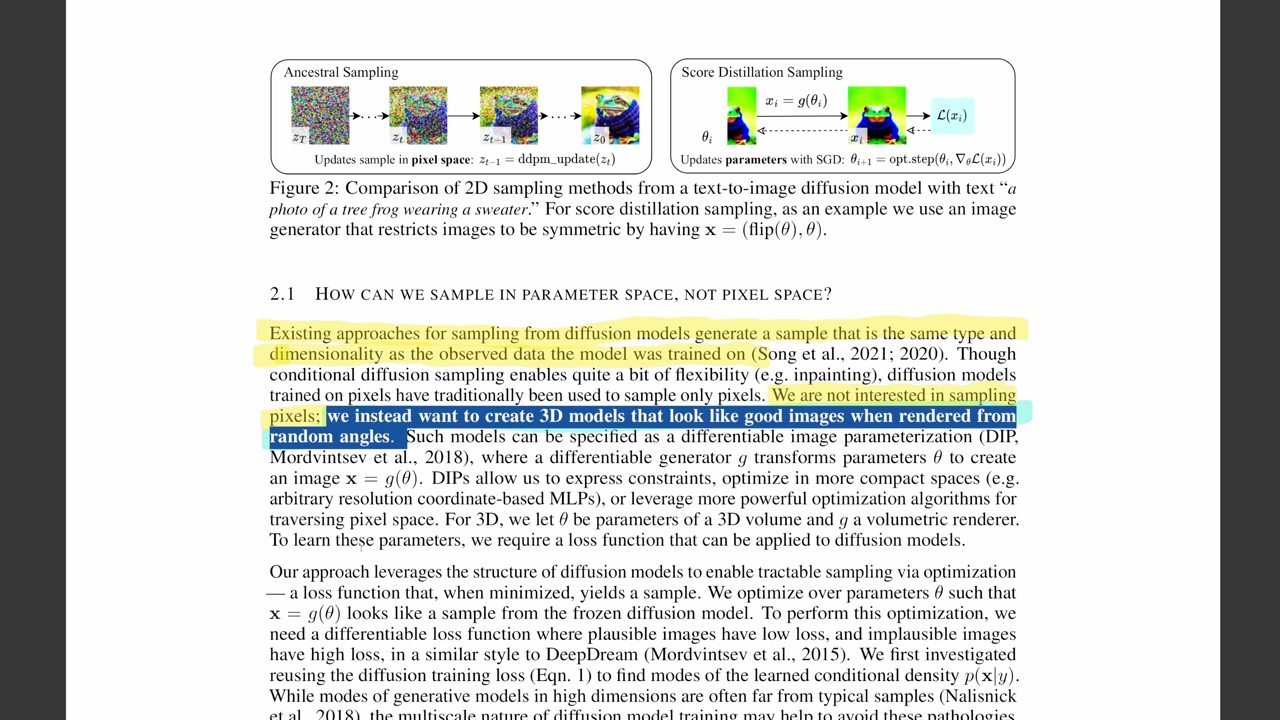 Ancestral Sampling
z_T
z_t
z_{t−1}
z_0
Updates sample in pixel space: z_{t−1} = ddpm_update(z_t)
Score Distillation Sampling
θ_i
x_i = g(θ_i)
x_i
ℒ(x_i)
Updates parameters with SGD: θ_{i+1} = opt.step(θ_i, ∇_θℒ(x_i))
Figure 2: Comparison of 2D sampling methods from a text-to-image diffusion model with text “a
photo of a tree frog wearing a sweater.” For score distillation sampling, as an example we use an image
generator that restricts images to be symmetric by having x = (flip(θ), θ).
2.1 HOW CAN WE SAMPLE IN PARAMETER SPACE, NOT PIXEL SPACE?
Existing approaches for sampling from diffusion models generate a sample that is the same type and
dimensionality as the observed data the model was trained on (Song et al., 2021; 2020). Though
conditional diffusion sampling enables quite a bit of flexibility (e.g. inpainting), diffusion models
trained on pixels have traditionally been used to sample only pixels. We are not interested in sampling
pixels; we instead want to create 3D models that look like good images when rendered from
random angles. Such models can be specified as a differentiable image parameterization (DIP,
Mordvintsev et al., 2018), where a differentiable generator g transforms parameters θ to create
an image x = g(θ). DIPs allow us to express constraints, optimize in more compact spaces (e.g.
arbitrary resolution coordinate-based MLPs), or leverage more powerful optimization algorithms for
traversing pixel space. For 3D, we let θ be parameters of a 3D volume and g a volumetric renderer.
To learn these parameters, we require a loss function that can be applied to diffusion models.
Our approach leverages the structure of diffusion models to enable tractable sampling via optimization
— a loss function that, when minimized, yields a sample. We optimize over parameters θ such that
x = g(θ) looks like a sample from the frozen diffusion model. To perform this optimization, we
need a differentiable loss function where plausible images have low loss, and implausible images
have high loss, in a similar style to DeepDream (Mordvintsev et al., 2015). We first investigated
reusing the diffusion training loss (Eqn. 1) to find modes of the learned conditional density p(x|y).
While modes of generative models in high dimensions are often far from typical samples (Nalisnick
et al., 2018), the multiscale nature of diffusion model training may help to avoid these pathologies.